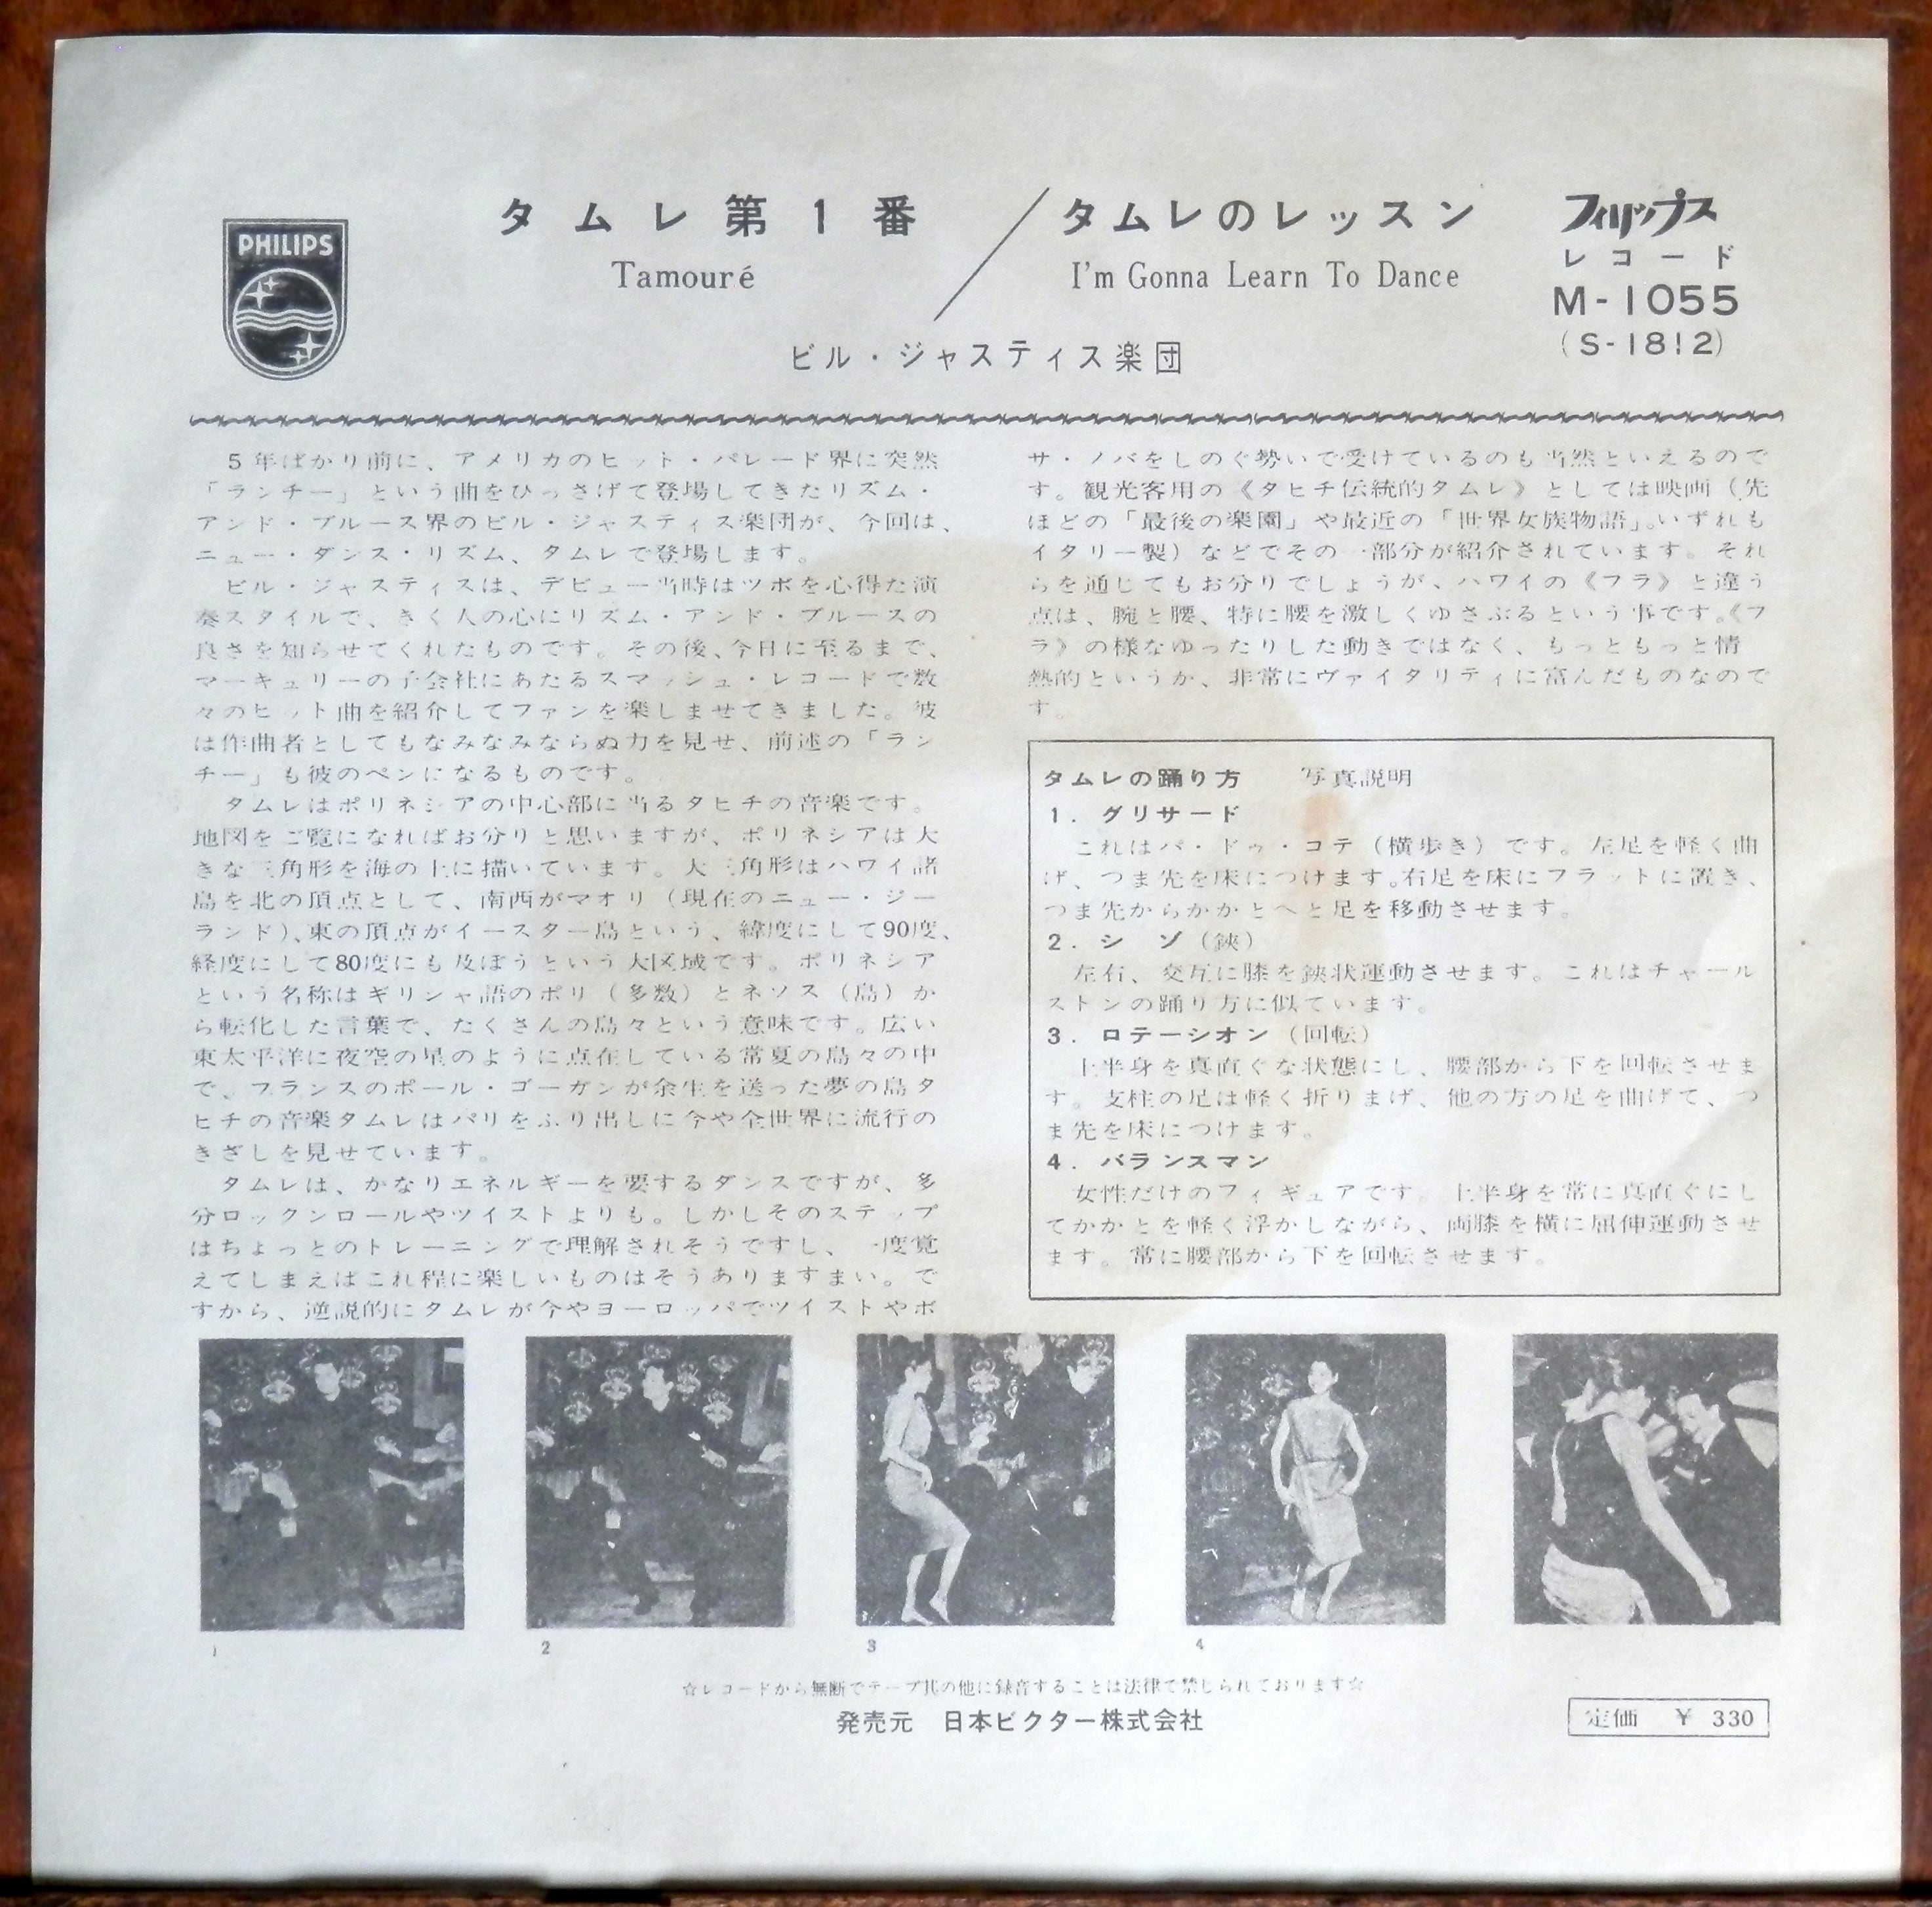 PHILIPS
タムレ第1番/タムレのレッスン
Tamouré
I'm Gonna Learn To Dance
ビル・ジャスティス楽団
フィリップス
レコード
M-1055
(S-1812)
5年ばかり前に、アメリカのヒット・パレード界に突然
「ランチー」という曲をひっさげて登場してきたリズム・
アンド・ブルース界のビル・ジャスティス楽団が、今回は、
ニュー・ダンス・リズム、タムレで登場します。
ビル・ジャスティスは、デビュー当時はツボを心得た演
奏スタイルで、きく人の心にリズム・アンド・ブルースの
良さを知らせてくれたものです。その後、今日に至るまで、
マーキュリーの子会社にあたるスマッシュ・レコードで数
々のヒット曲を紹介してファンを楽しませてきました。彼
は作曲者としてもなみなみならぬ力を見せ、前述の「ラン
チー」も彼のペンになるものです。
タムレはポリネシアの中心部に当るタヒチの音楽です。
地図をご覧になればお分りと思いますが、ポリネシアは大
きな三角形を海の上に描いています。大三角形はハワイ諸
島を北の頂点として、南西がマオリ（現在のニュー・ジー
ランド)、東の頂点がイースター島という、緯度にして90度、
経度にして80度にも及ぼうという大区域です。ポリネシア
という名称はギリシャ語のポリ（多数）とネソス（島）か
ら転化した言葉で、たくさんの島々という意味です。広い
東太平洋に夜空の星のように点在している常夏の島々の中
で、フランスのポール・ゴーガンが余生を送った夢の島タ
ヒチの音楽タムレはパリをふり出しに今や全世界に流行の
きざしを見せています。
タムレは、かなりエネルギーを要するダンスですが、多
分ロックンロールやツイストよりも。しかしそのステップ
はちょっとのトレーニングで理解されそうですし、一度覚
えてしまえばこれ程に楽しいものはそうありますまい。で
すから、逆説的にタムレが今やヨーロッパでツイストやボ
サ・ノバをしのぐ勢いで受けているのも当然といえるので
す。観光客用の《タヒチ伝統的タムレ》としては映画（先
ほどの「最後の楽園」や最近の「世界女族物語」。いずれも
イタリー製）などでその一部分が紹介されています。それ
らを通じてもお分りでしょうが、ハワイの《フラ》と違う
点は、腕と腰、特に腰を激しくゆさぶるという事です。《フ
ラ》の様なゆったりした動きではなく、もっともっと情
熱的というか、非常にヴァイタリティに富んだものなので
す。
タムレの踊り方 写真説明
1. グリサード
これはパ・ドゥ・コテ（横歩き）です。左足を軽く曲
げ、つま先を床につけます。右足を床にフラットに置き、
つま先からかかとへと足を移動させます。
2. シゾ（鋏）
左右、交互に膝を鋏状運動させます。これはチャール
ストンの踊り方に似ています。
3. ロテーシオン（回転）
上半身を真直ぐな状態にし、腰部から下を回転させま
す。支柱の足は軽く折りまげ、他の方の足を曲げて、つ
ま先を床につけます。
4. バランスマン
女性だけのフィギュアです。上半身を常に真直ぐにし
てかかとを軽く浮かしながら、両膝を横に屈伸運動させ
ます。常に腰部から下を回転させます。
1
2
3
4
☆レコードから無断でテープ其の他に録音することは法律で禁じられております☆
発売元 日本ビクター株式会社
定価 ￥ 330